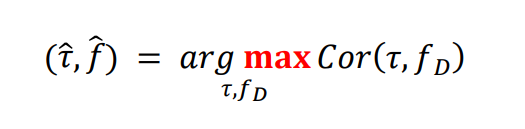 (τ̂, f̂) = arg max Cor(τ, f_D)
τ,f_D